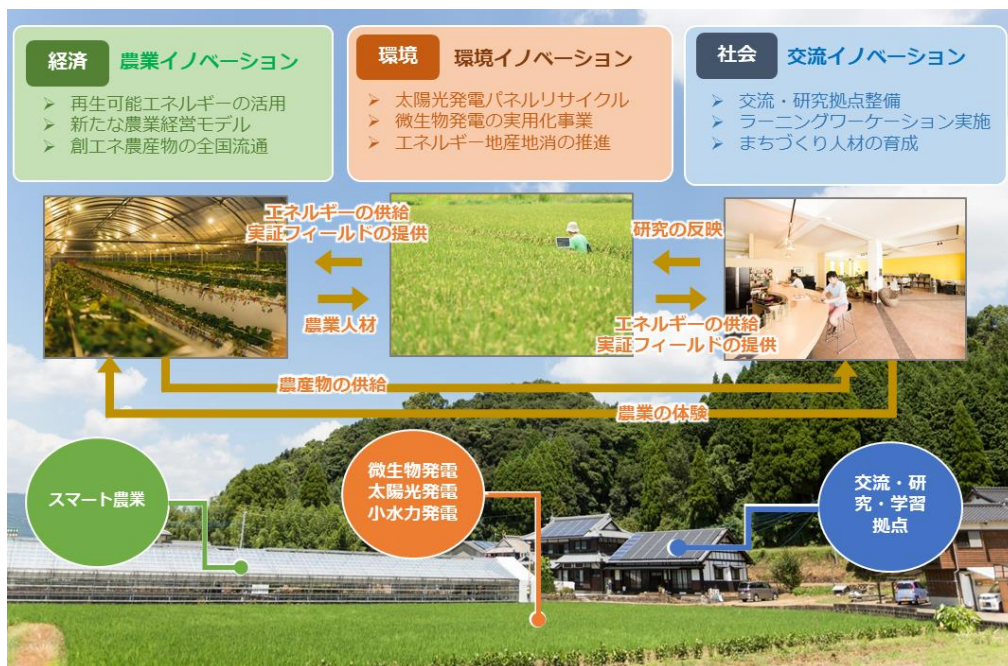 経済
農業イノベーション
➢ 再生可能エネルギーの活用
➢ 新たな農業経営モデル
➢ 創エネ農産物の全国流通
環境
環境イノベーション
➢ 太陽光発電パネルリサイクル
➢ 微生物発電の実用化事業
➢ エネルギー地産地消の推進
社会
交流イノベーション
➢ 交流・研究拠点整備
➢ ラーニングワーケーション実施
➢ まちづくり人材の育成
エネルギーの供給
実証フィールドの提供
農業人材
研究の反映
エネルギーの供給
実証フィールドの提供
農産物の供給
農業の体験
スマート農業
微生物発電
太陽光発電
小水力発電
交流・研
究・学習
拠点